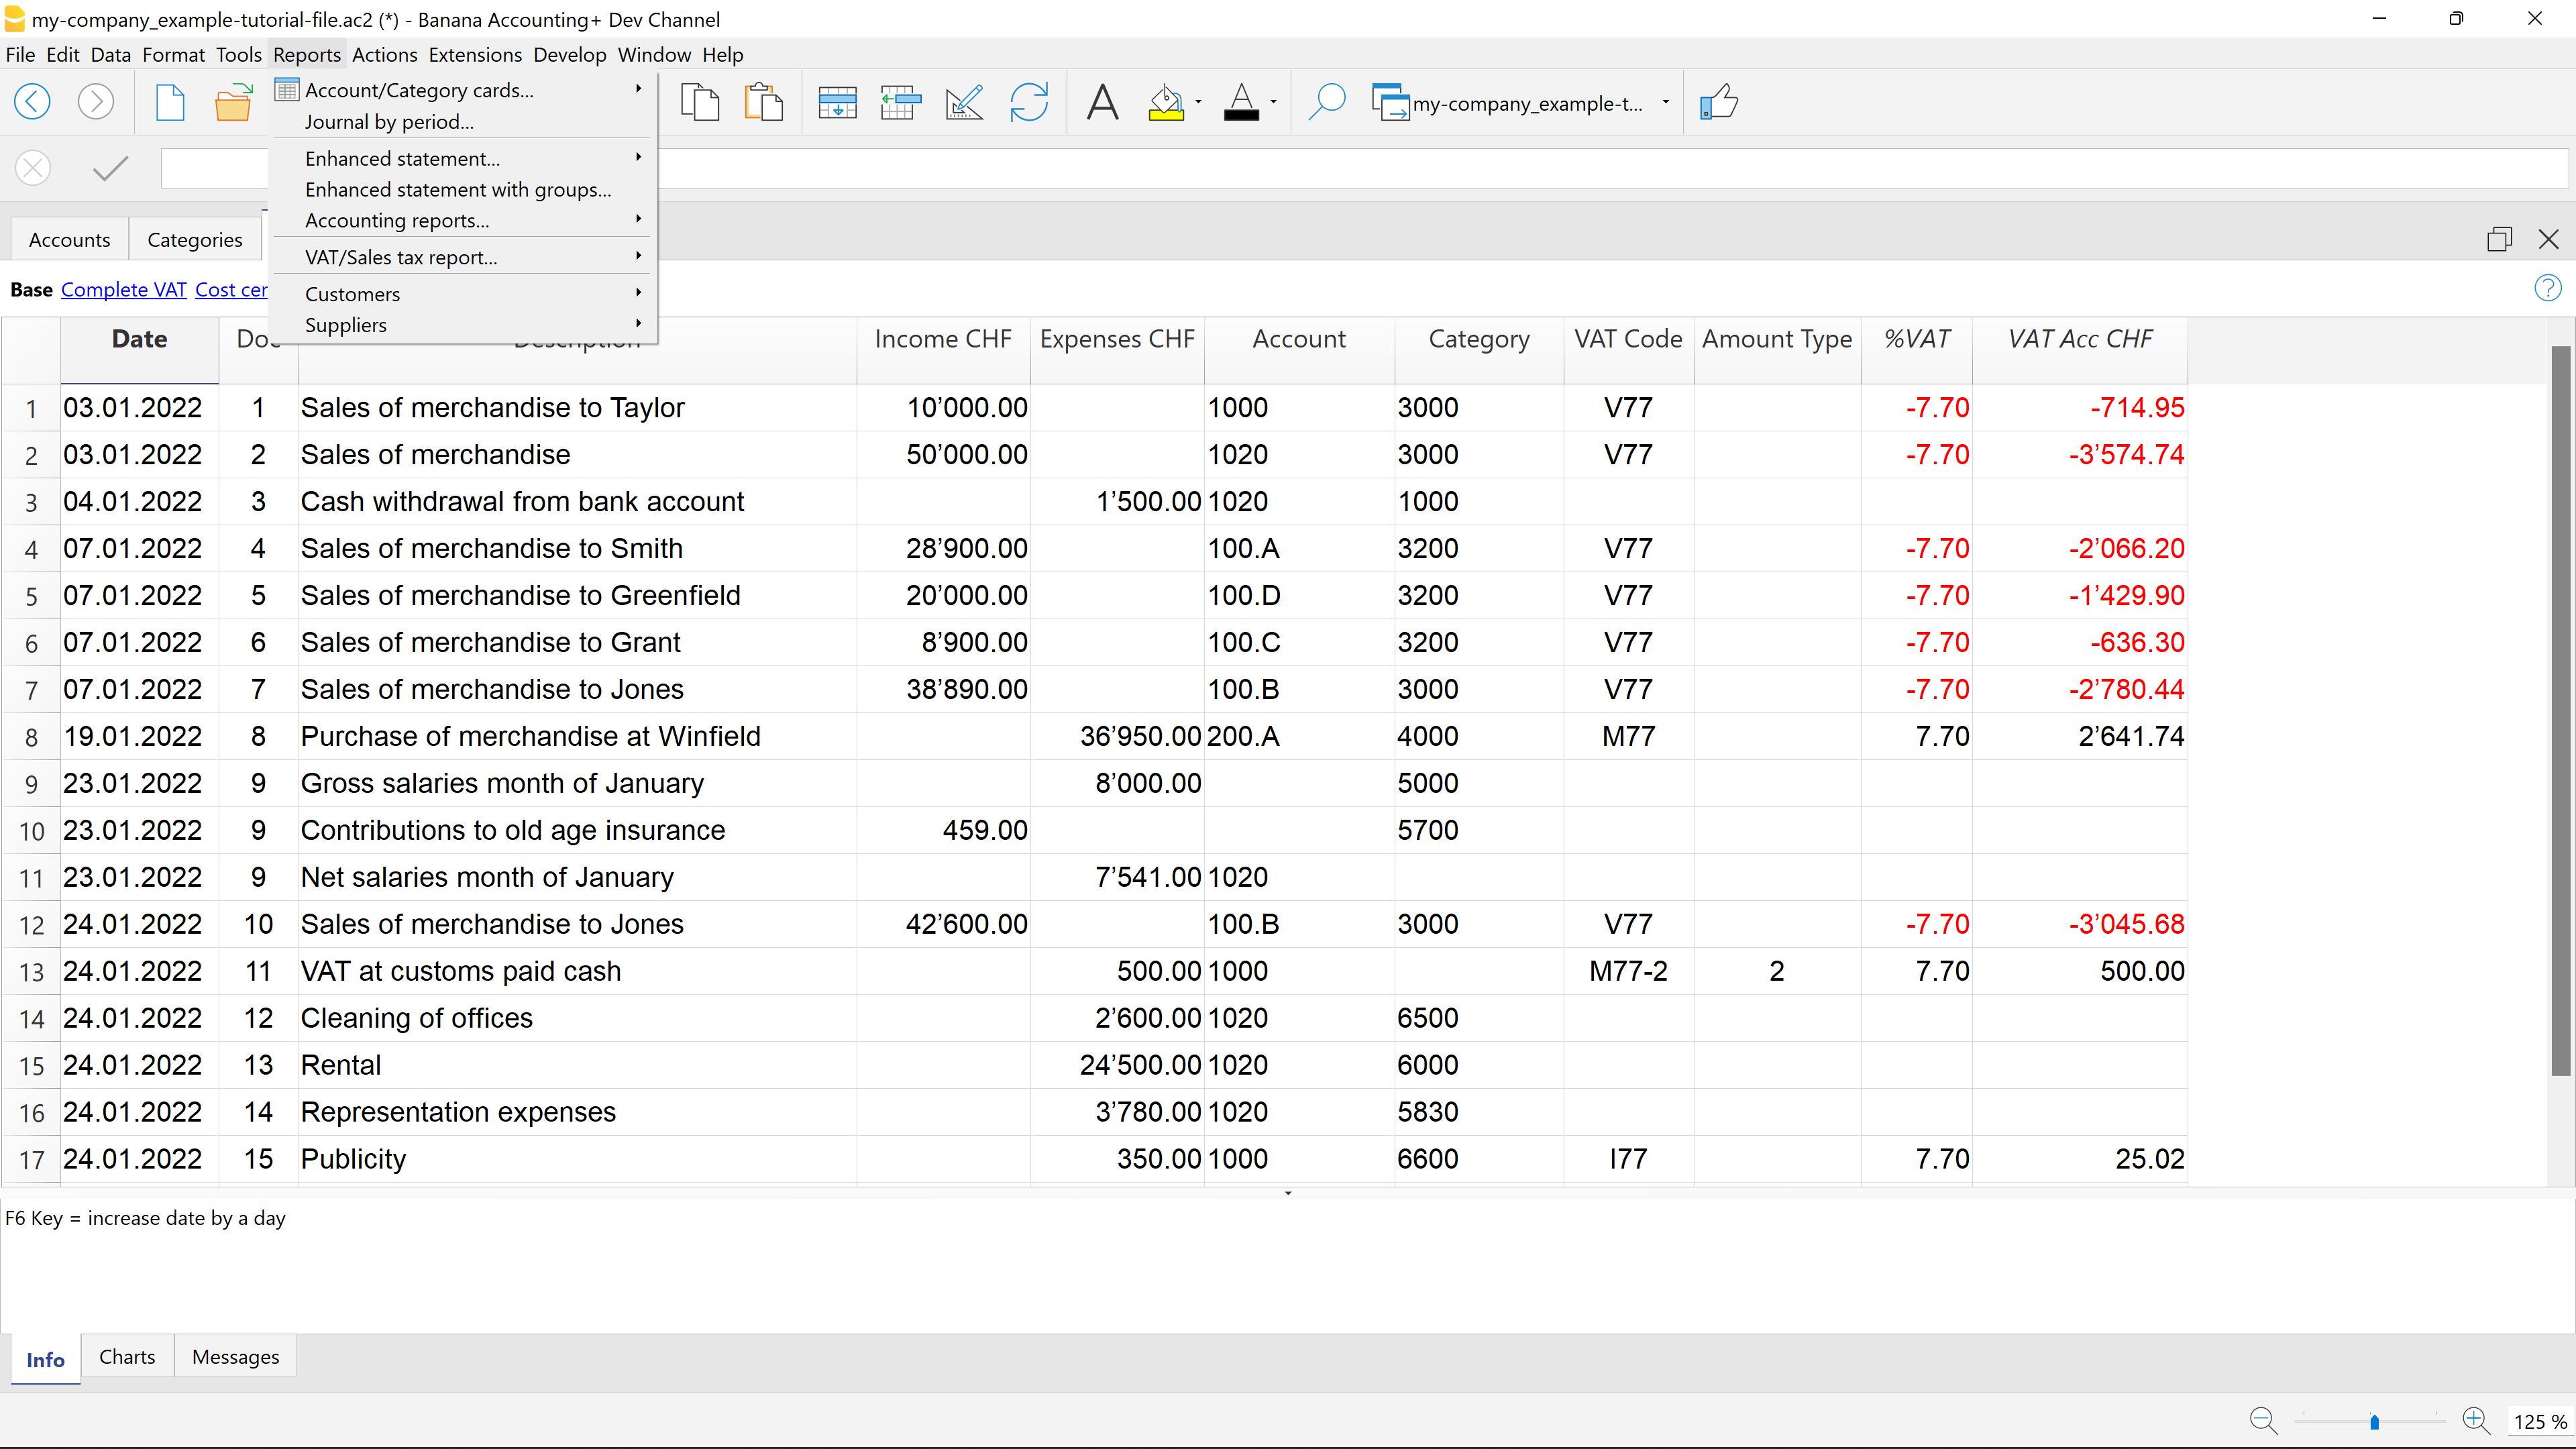 my-company_example-tutorial-file.ac2 (*) - Banana Accounting+ Dev Channel
File Edit Data Format Tools Reports Actions Extensions Develop Window Help
my-company_example-t...
Account/Category cards...
Journal by period...
Enhanced statement...
Enhanced statement with groups...
Accounting reports...
VAT/Sales tax report...
Customers
Suppliers
Accounts Categories
Base Complete VAT Cost cer
Date Doc Description Income CHF Expenses CHF Account Category VAT Code Amount Type %VAT VAT Acc CHF
1 03.01.2022 1 Sales of merchandise to Taylor 10’000.00 1000 3000 V77 -7.70 -714.95
2 03.01.2022 2 Sales of merchandise 50’000.00 1020 3000 V77 -7.70 -3’574.74
3 04.01.2022 3 Cash withdrawal from bank account 1’500.00 1020 1000
4 07.01.2022 4 Sales of merchandise to Smith 28’900.00 100.A 3200 V77 -7.70 -2’066.20
5 07.01.2022 5 Sales of merchandise to Greenfield 20’000.00 100.D 3200 V77 -7.70 -1’429.90
6 07.01.2022 6 Sales of merchandise to Grant 8’900.00 100.C 3200 V77 -7.70 -636.30
7 07.01.2022 7 Sales of merchandise to Jones 38’890.00 100.B 3000 V77 -7.70 -2’780.44
8 19.01.2022 8 Purchase of merchandise at Winfield 36’950.00 200.A 4000 M77 7.70 2’641.74
9 23.01.2022 9 Gross salaries month of January 8’000.00 5000
10 23.01.2022 9 Contributions to old age insurance 459.00 5700
11 23.01.2022 9 Net salaries month of January 7’541.00 1020
12 24.01.2022 10 Sales of merchandise to Jones 42’600.00 100.B 3000 V77 -7.70 -3’045.68
13 24.01.2022 11 VAT at customs paid cash 500.00 1000 M77-2 2 7.70 500.00
14 24.01.2022 12 Cleaning of offices 2’600.00 1020 6500
15 24.01.2022 13 Rental 24’500.00 1020 6000
16 24.01.2022 14 Representation expenses 3’780.00 1020 5830
17 24.01.2022 15 Publicity 350.00 1000 6600 I77 7.70 25.02
F6 Key = increase date by a day
Info Charts Messages
125 %